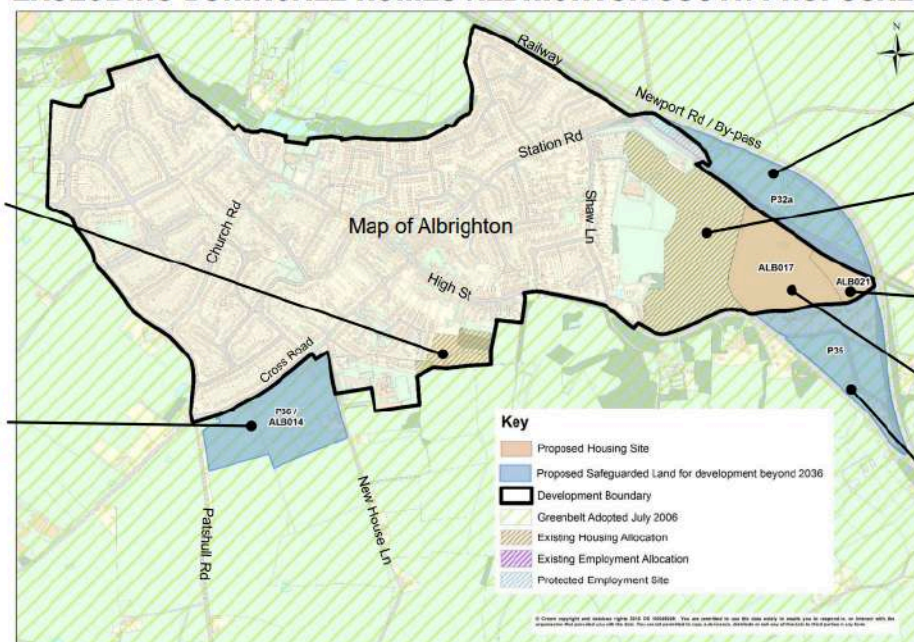 Railway
Newport Rd / By-pass
Station Rd
P32a
Shaw Ln
Church Rd
Map of Albrighton
High St
ALB017
ALB021
P35
Cross Road
P36 /
ALB014
Patshull Rd
New House Ln
N
Key
Proposed Housing Site
Proposed Safeguarded Land for development beyond 2036
Development Boundary
Greenbelt Adopted July 2006
Existing Housing Allocation
Existing Employment Allocation
Protected Employment Site